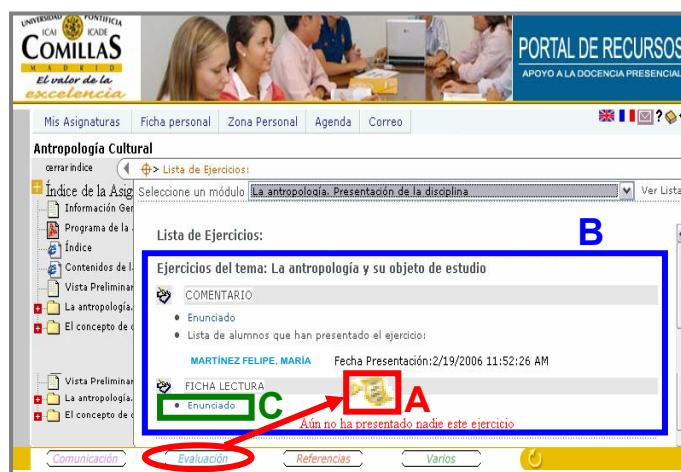 UNIVERSIDAD PONTIFICIA
ICAI ICADE
COMILLAS
M A D R I D
El valor de la
excelencia
PORTAL DE RECURSOS
APOYO A LA DOCENCIA PRESENCIAL
Mis Asignaturas Ficha personal Zona Personal Agenda Correo
?
Antropología Cultural
cerrar indice > Lista de Ejercicios:
Índice de la Asig Seleccione un módulo La antropología. Presentación de la disciplina Ver Lista
Información Gen
Programa de la
Índice
Contenidos de l
Vista Preliminar
La antropología.
El concepto de c
Lista de Ejercicios:
B
Ejercicios del tema: La antropología y su objeto de estudio
COMENTARIO
• Enunciado
• Lista de alumnos que han presentado el ejercicio:
MARTÍNEZ FELIPE, MARÍA Fecha Presentación:2/19/2006 11:52:26 AM
Vista Preliminar
La antropología.
El concepto de c
FICHA LECTURA
A
• Enunciado
C
Aún no ha presentado nadie este ejercicio
Comunicación Evaluación Referencias Varios